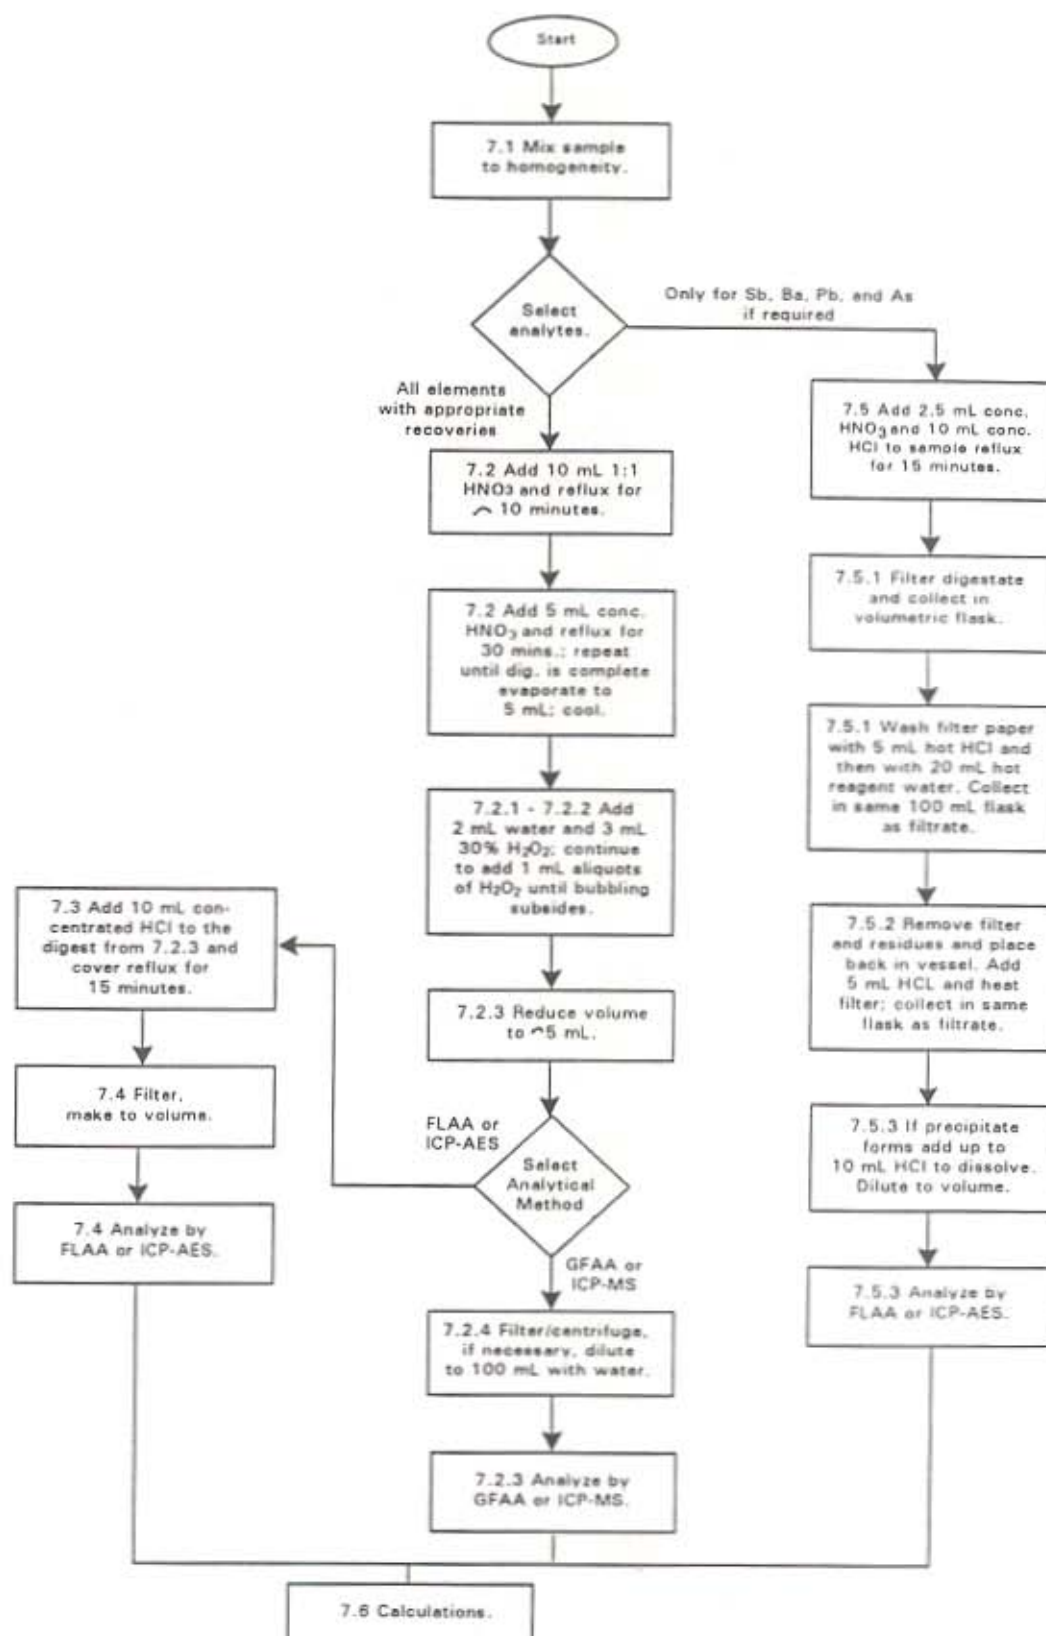 Start
7.1 Mix sample
to homogeneity.
Select
analytes.
Only for Sb, Ba, Pb, and As
if required
All elements
with appropriate
recoveries
7.2 Add 10 mL 1:1
HNO3 and reflux for
⌢ 10 minutes.
7.2 Add 5 mL conc.
HNO₃ and reflux for
30 mins.; repeat
until dig. is complete
evaporate to
5 mL; cool.
7.2.1 - 7.2.2 Add
2 mL water and 3 mL
30% H₂O₂; continue
to add 1 mL aliquots
of H₂O₂ until bubbling
subsides.
7.2.3 Reduce volume
to ⌢5 mL.
FLAA or
ICP-AES
Select
Analytical
Method
7.3 Add 10 mL con-
centrated HCl to the
digest from 7.2.3 and
cover reflux for
15 minutes.
7.4 Filter,
make to volume.
7.4 Analyze by
FLAA or ICP-AES.
GFAA or
ICP-MS
7.2.4 Filter/centrifuge,
if necessary, dilute
to 100 mL with water.
7.2.3 Analyze by
GFAA or ICP-MS.
7.5 Add 2.5 mL conc.
HNO₃ and 10 mL conc.
HCl to sample reflux
for 15 minutes.
7.5.1 Filter digestate
and collect in
volumetric flask.
7.5.1 Wash filter paper
with 5 mL hot HCl and
then with 20 mL hot
reagent water. Collect
in same 100 mL flask
as filtrate.
7.5.2 Remove filter
and residues and place
back in vessel. Add
5 mL HCL and heat
filter; collect in same
flask as filtrate.
7.5.3 If precipitate
forms add up to
10 mL HCl to dissolve.
Dilute to volume.
7.5.3 Analyze by
FLAA or ICP-AES.
7.6 Calculations.